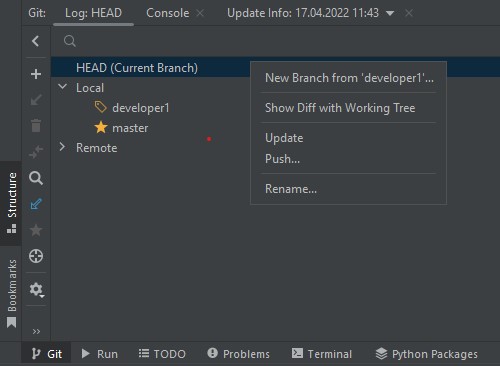 Git: Log: HEAD Console Update Info: 17.04.2022 11:43
HEAD (Current Branch)
Local
developer1
master
Remote
New Branch from 'developer1'...
Show Diff with Working Tree
Update
Push...
Rename...
Structure
Bookmarks
Git Run TODO Problems Terminal Python Packages